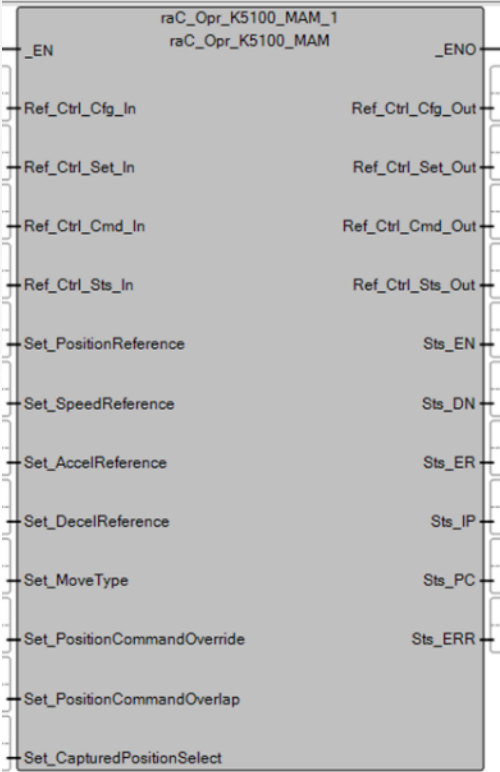 raC_Opr_K5100_MAM_1
raC_Opr_K5100_MAM
_EN _ENO
Ref_Ctrl_Cfg_In Ref_Ctrl_Cfg_Out
Ref_Ctrl_Set_In Ref_Ctrl_Set_Out
Ref_Ctrl_Cmd_In Ref_Ctrl_Cmd_Out
Ref_Ctrl_Sts_In Ref_Ctrl_Sts_Out
Set_PositionReference Sts_EN
Set_SpeedReference Sts_DN
Set_AccelReference Sts_ER
Set_DecelReference Sts_IP
Set_MoveType Sts_PC
Set_PositionCommandOverride Sts_ERR
Set_PositionCommandOverlap
Set_CapturedPositionSelect